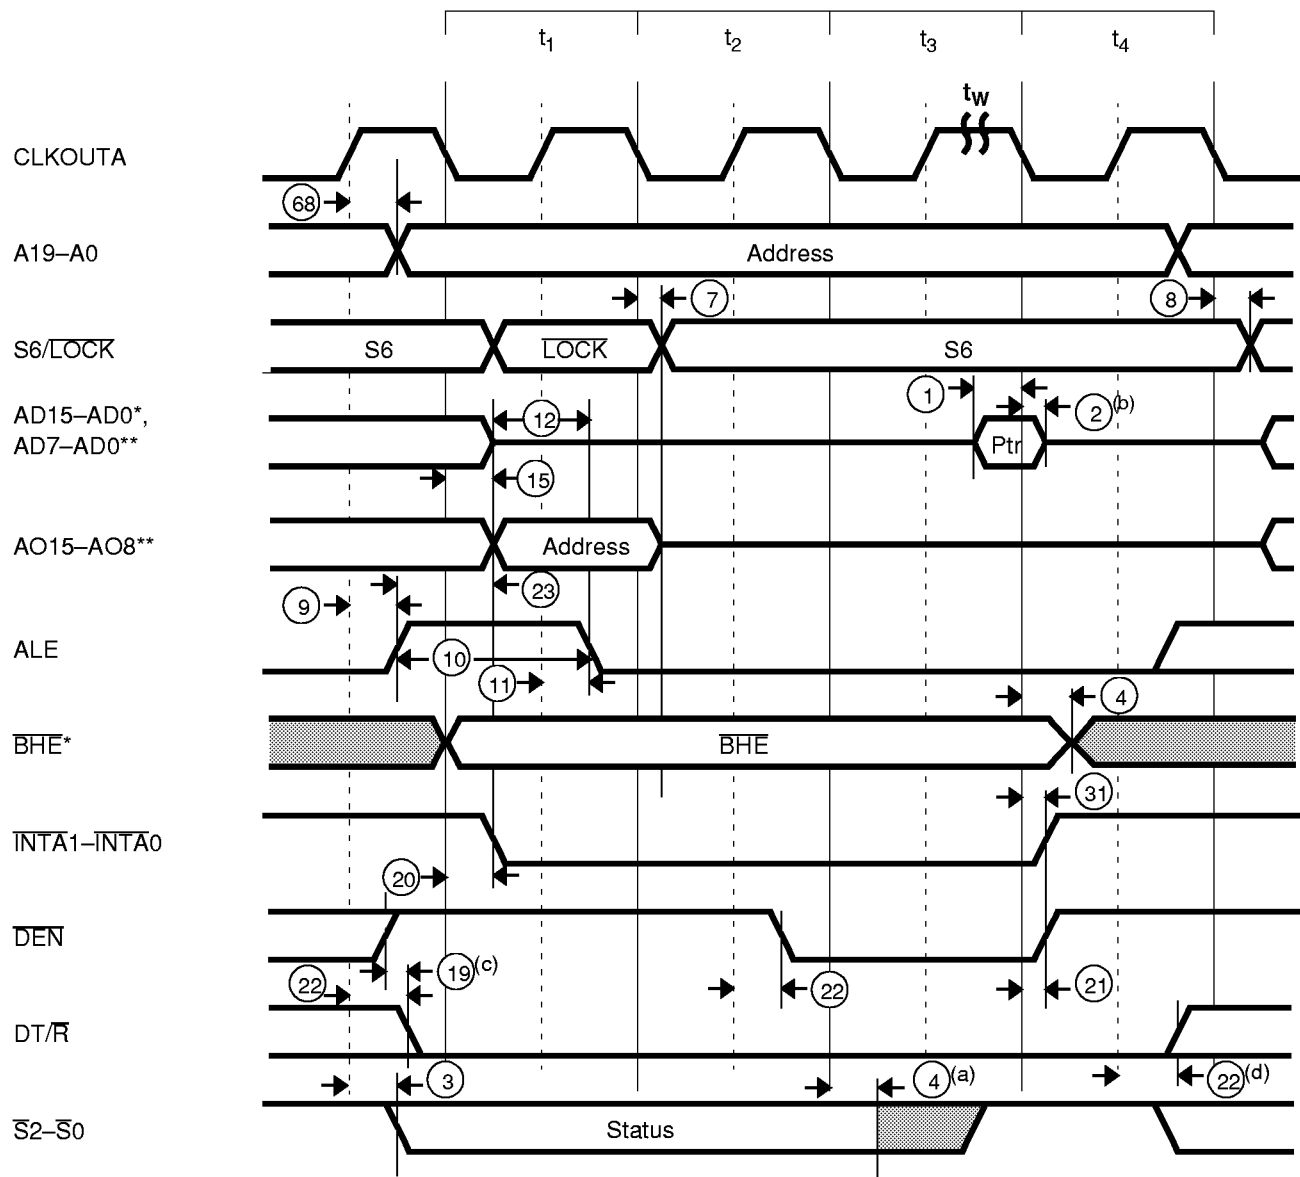 t1 t2 t3 t4
tW
CLKOUTA
68
A19–A0 Address
7 8
S6/LOCK S6 LOCK S6
1
AD15–AD0*, 12 2(b)
AD7–AD0** Ptr
15
AO15–AO8** Address
23
9
ALE 10
11 4
BHE* BHE
31
INTA1–INTA0
20
DEN
19(c)
22 22 21
DT/R
3 4(a) 22(d)
S2–S0 Status